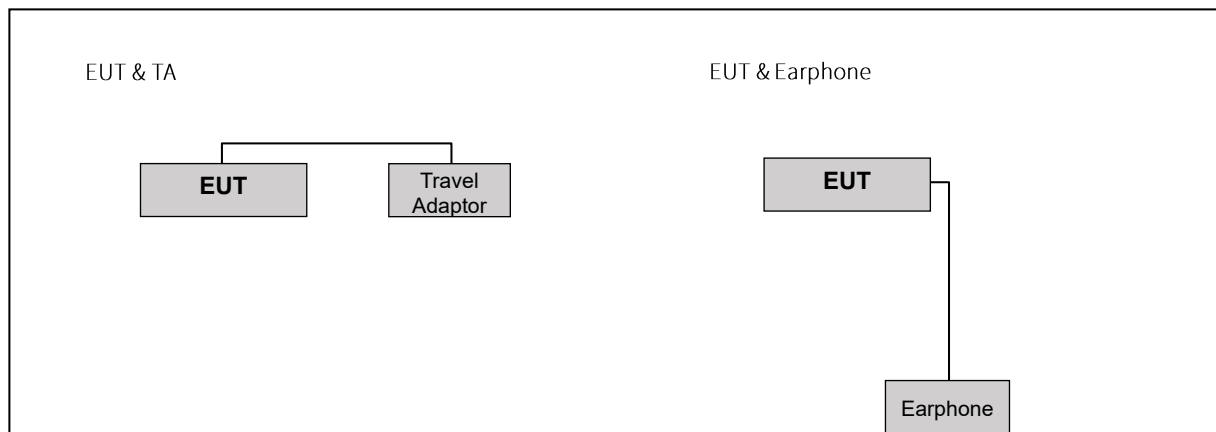 EUT & TA
EUT
Travel
Adaptor
EUT & Earphone
EUT
Earphone